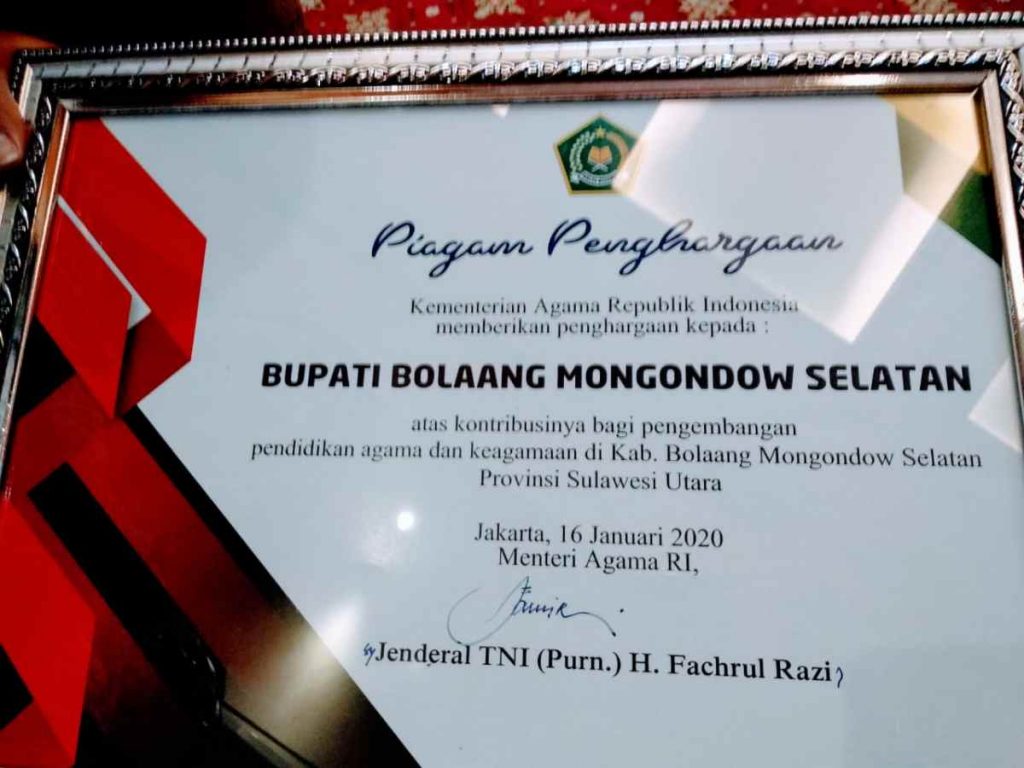 Piagam Penghargaan
Kementerian Agama Republik Indonesia
memberikan penghargaan kepada :
BUPATI BOLAANG MONGONDOW SELATAN
atas kontribusinya bagi pengembangan
pendidikan agama dan keagamaan di Kab. Bolaang Mongondow Selatan
Provinsi Sulawesi Utara
Jakarta, 16 Januari 2020
Menteri Agama RI,
Jenderal TNI (Purn.) H. Fachrul Razi